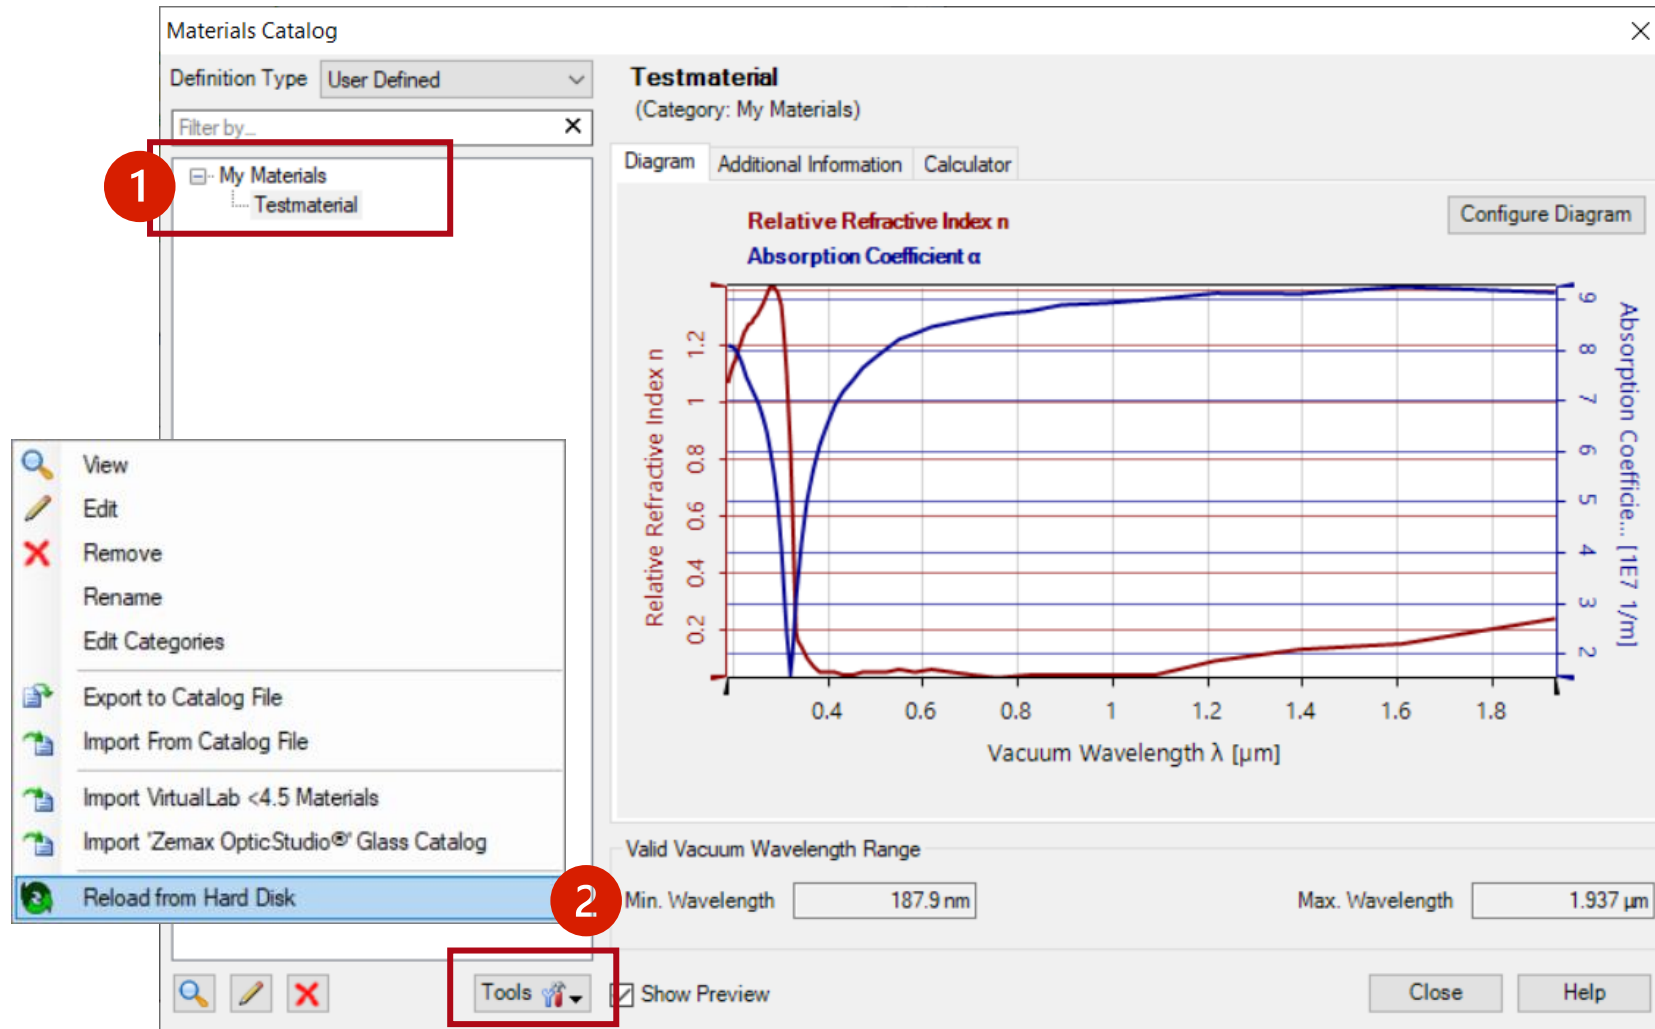 Materials Catalog
Definition Type User Defined
Filter by...
1
My Materials
Testmaterial
View
Edit
Remove
Rename
Edit Categories
Export to Catalog File
Import From Catalog File
Import VirtualLab <4.5 Materials
Import 'Zemax OpticStudio®' Glass Catalog
Reload from Hard Disk
2
Tools
Testmaterial
(Category: My Materials)
Diagram Additional Information Calculator
Configure Diagram
Relative Refractive Index n
Absorption Coefficient α
Relative Refractive Index n
1.2
1
0.8
0.6
0.4
0.2
9
8
7
6
5
4
3
2
Absorption Coefficie... [1E7 1/m]
0.4 0.6 0.8 1 1.2 1.4 1.6 1.8
Vacuum Wavelength λ [µm]
Valid Vacuum Wavelength Range
Min. Wavelength 187.9 nm Max. Wavelength 1.937 µm
Show Preview Close Help